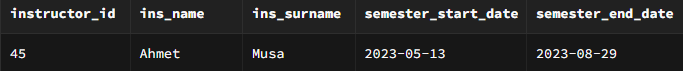 instructor_id ins_name ins_surname semester_start_date semester_end_date
45 Ahmet Musa 2023-05-13 2023-08-29